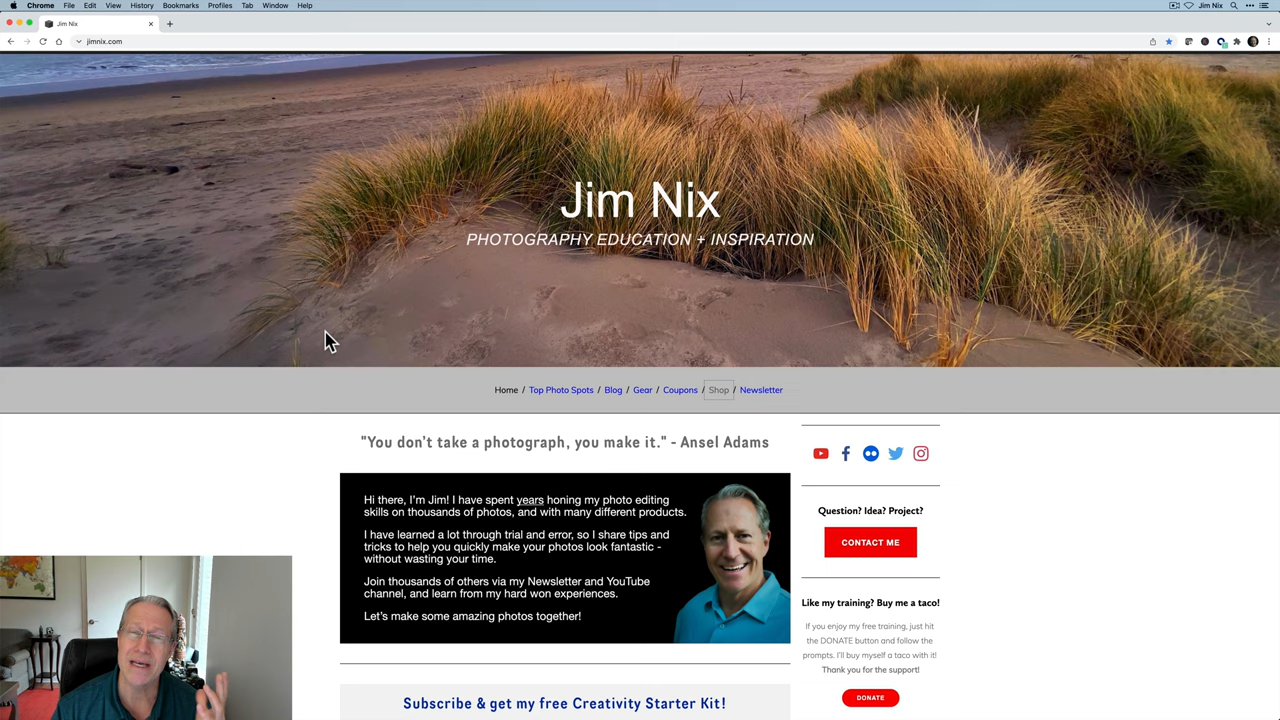 Chrome File Edit View History Bookmarks Profiles Tab Window Help Jim Nix
Jim Nix
jimnix.com
Jim Nix
PHOTOGRAPHY EDUCATION + INSPIRATION
Home / Top Photo Spots / Blog / Gear / Coupons / Shop / Newsletter
"You don't take a photograph, you make it." - Ansel Adams
Hi there, I'm Jim! I have spent years honing my photo editing
skills on thousands of photos, and with many different products.
I have learned a lot through trial and error, so I share tips and
tricks to help you quickly make your photos look fantastic -
without wasting your time.
Join thousands of others via my Newsletter and YouTube
channel, and learn from my hard won experiences.
Let's make some amazing photos together!
Subscribe & get my free Creativity Starter Kit!
Question? Idea? Project?
CONTACT ME
Like my training? Buy me a taco!
If you enjoy my free training, just hit
the DONATE button and follow the
prompts. I'll buy myself a taco with it!
Thank you for the support!
DONATE